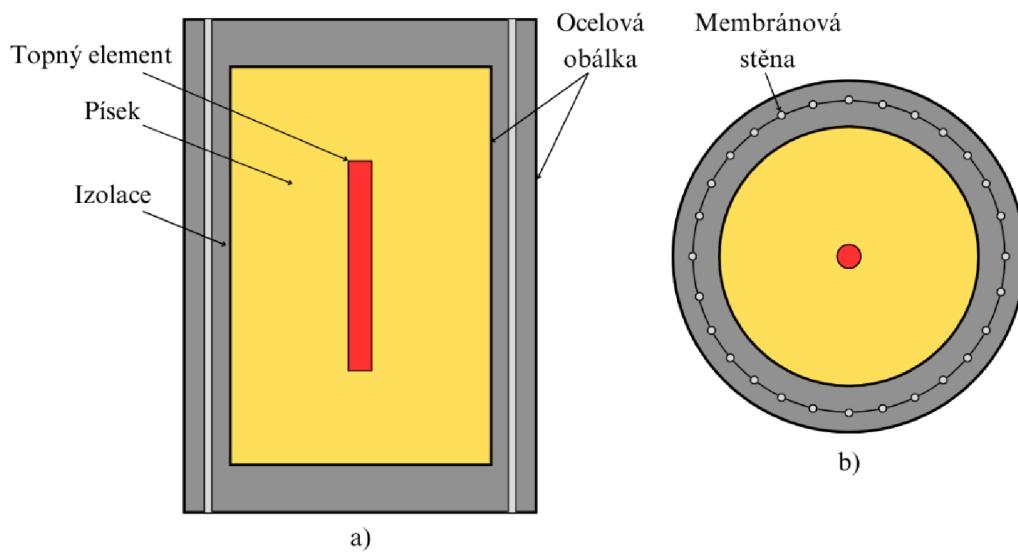 Topný element
Písek
Izolace
Ocelová
obálka
a)
Membránová
stěna
b)